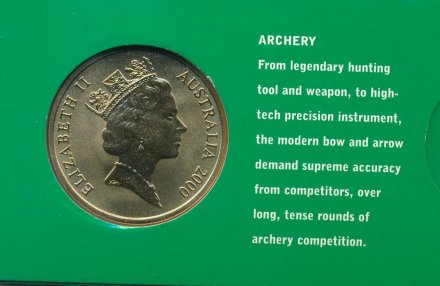 ELIZABETH II AUSTRALIA 2000
ARCHERY
From legendary hunting
tool and weapon, to high-
tech precision instrument,
the modern bow and arrow
demand supreme accuracy
from competitors, over
long, tense rounds of
archery competition.